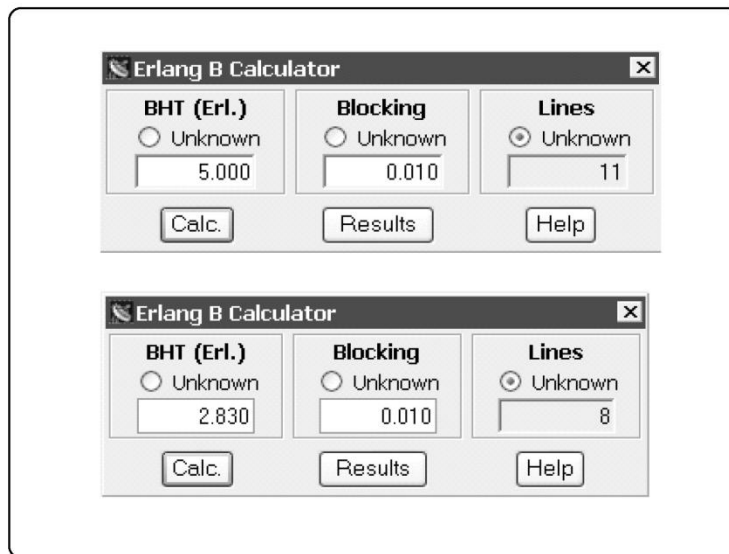 Erlang B Calculator
BHT (Erl.) Blocking Lines
Unknown Unknown Unknown
5.000 0.010 11
Calc. Results Help
Erlang B Calculator
BHT (Erl.) Blocking Lines
Unknown Unknown Unknown
2.830 0.010 8
Calc. Results Help